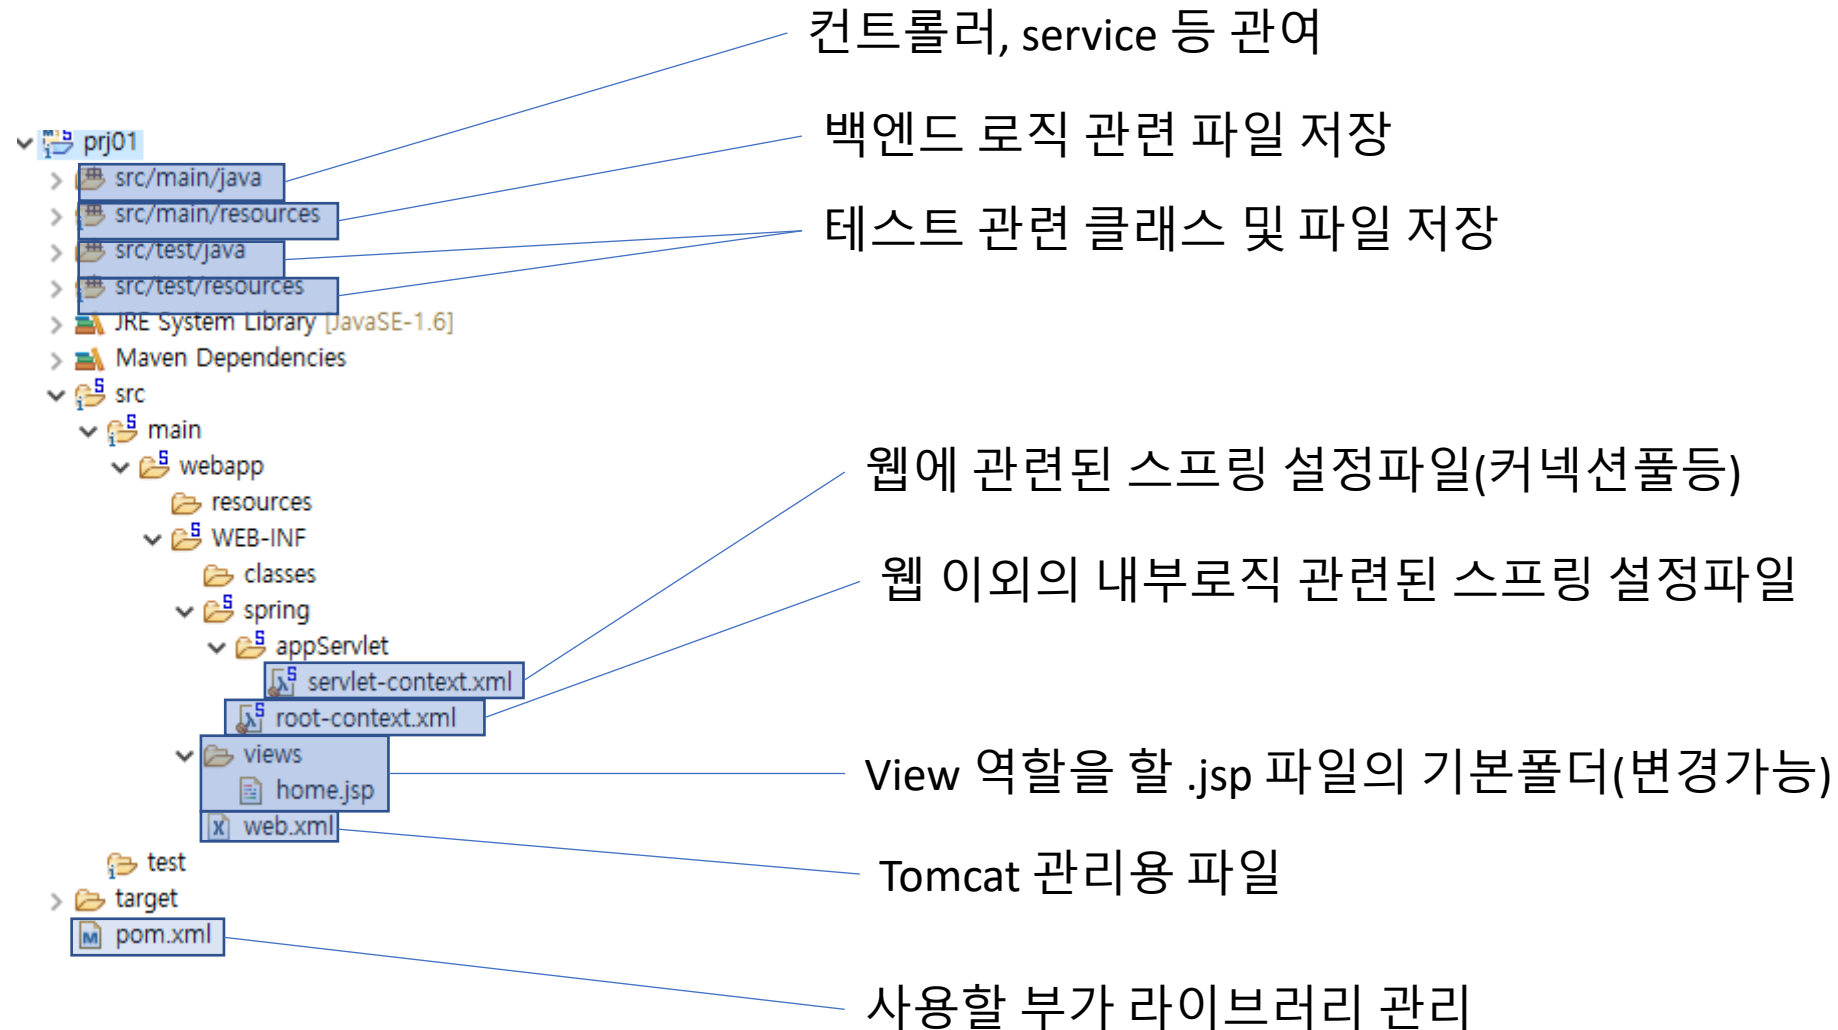 컨트롤러, service 등 관여
백엔드 로직 관련 파일 저장
prj01
src/main/java
src/main/resources
테스트 관련 클래스 및 파일 저장
src/test/java
src/test/resources
JRE System Library [JavaSE-1.6]
Maven Dependencies
src
main
webapp
웹에 관련된 스프링 설정파일(커넥션풀등)
resources
WEB-INF
classes
웹 이외의 내부로직 관련된 스프링 설정파일
spring
appServlet
servlet-context.xml
root-context.xml
views
View 역할을 할 .jsp 파일의 기본폴더(변경가능)
home.jsp
web.xml
test
Tomcat 관리용 파일
target
pom.xml
사용할 부가 라이브러리 관리